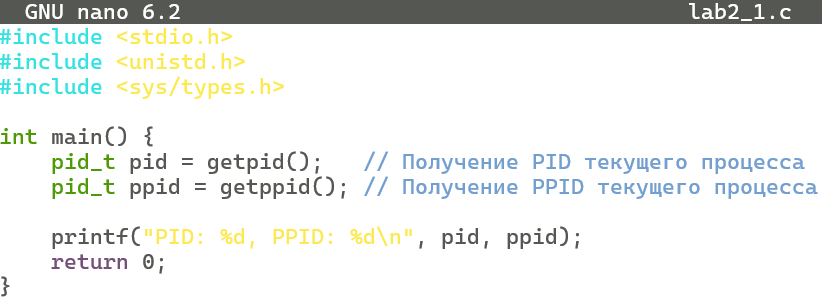 GNU nano 6.2 lab2_1.c
#include <stdio.h>
#include <unistd.h>
#include <sys/types.h>
int main() {
    pid_t pid = getpid();   // Получение PID текущего процесса
    pid_t ppid = getppid(); // Получение PPID текущего процесса
    printf("PID: %d, PPID: %d\n", pid, ppid);
    return 0;
}